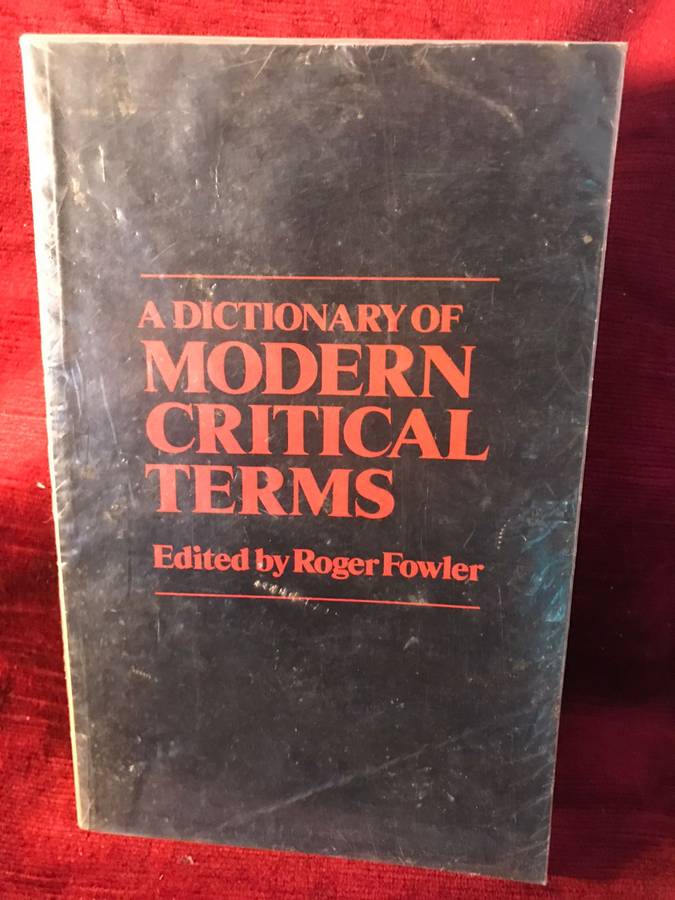 A DICTIONARY OF
MODERN
CRITICAL
TERMS
Edited by Roger Fowler